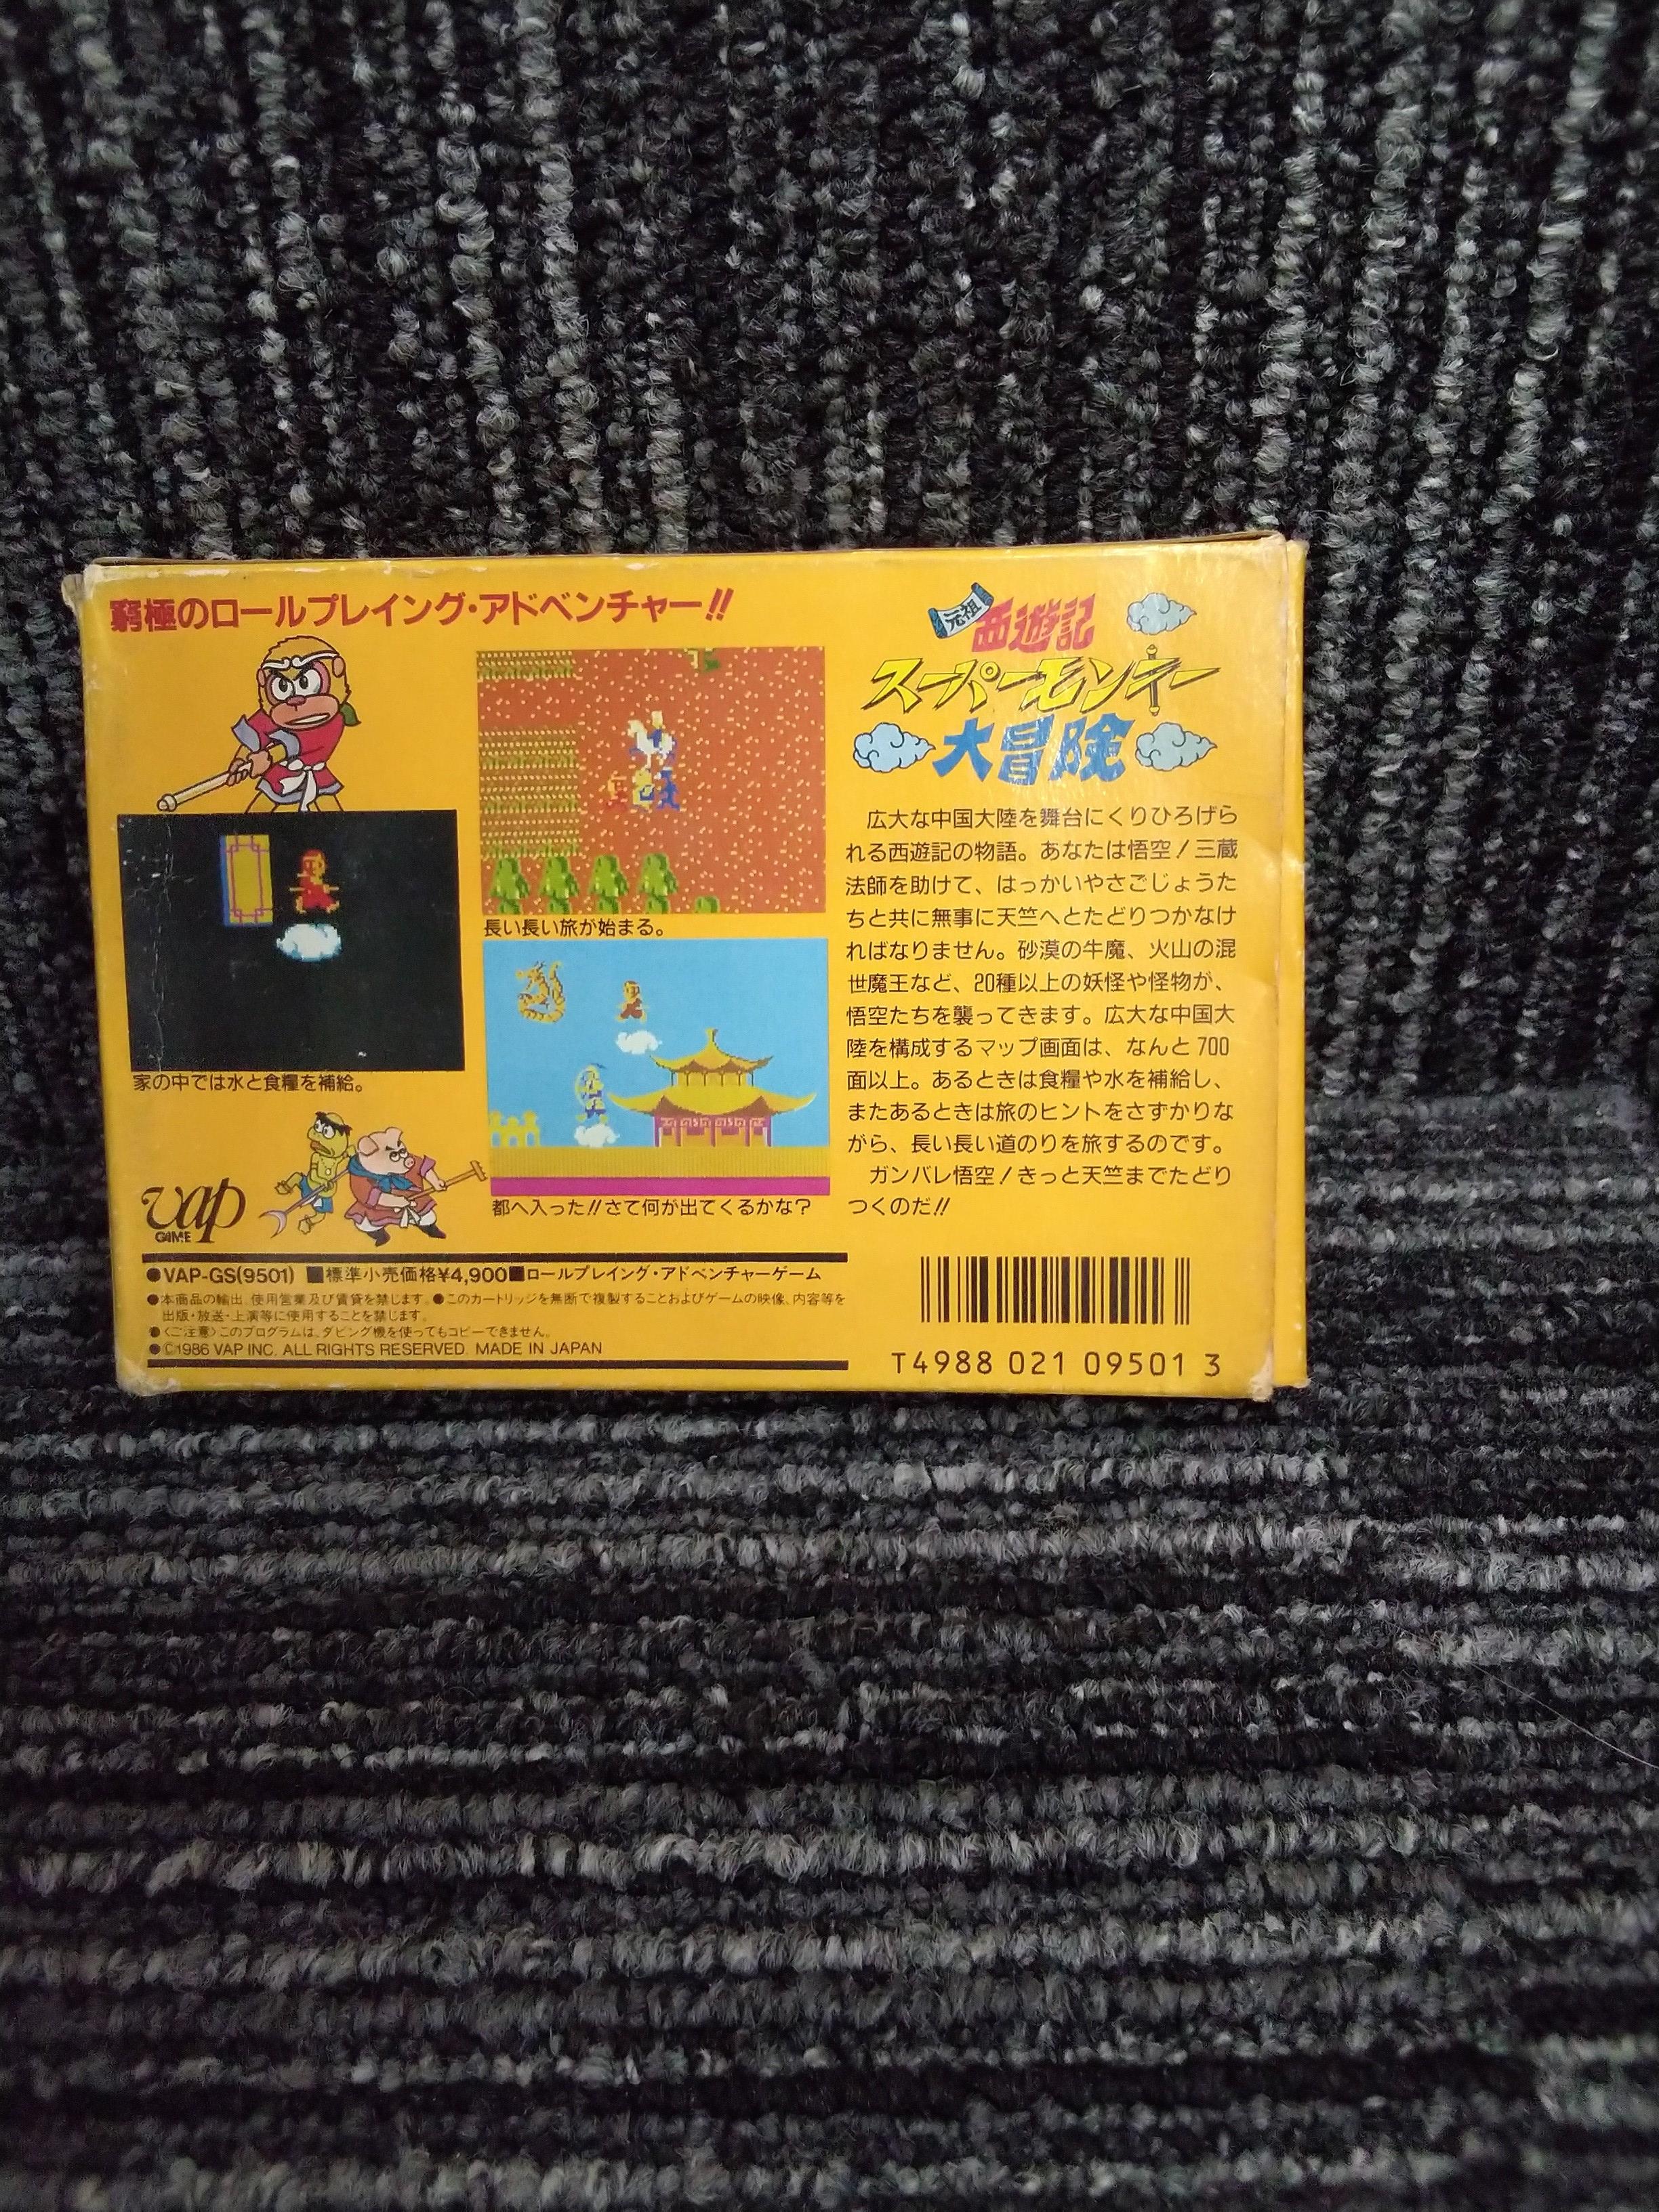 窮極のロールプレイング・アドベンチャー!!
家の中では水と食糧を補給。
長い長い旅が始まる。
都へ入った!!さて何が出てくるかな?
vap
GAME
元祖
西遊記
スーパーモンキー
大冒険
広大な中国大陸を舞台にくりひろげら
れる西遊記の物語。あなたは悟空!三蔵
法師を助けて、はっかいやさごじょうた
ちと共に無事に天竺へとたどりつかなけ
ればなりません。砂漠の牛魔、火山の混
世魔王など、20種以上の妖怪や怪物が、
悟空たちを襲ってきます。広大な中国大
陸を構成するマップ画面は、なんと700
面以上。あるときは食糧や水を補給し、
またあるときは旅のヒントをさずかりな
がら、長い長い道のりを旅するのです。
ガンバレ悟空!きっと天竺までたどり
つくのだ!!
●VAP-GS(9501) ■標準小売価格¥4,900■ロールプレイング・アドベンチャーゲーム
●本商品の輸出、使用営業及び賃貸を禁じます。●このカートリッジを無断で複製することおよびゲームの映像、内容等を
出版・放送・上演等に使用することを禁じます。
●〈ご注意〉このプログラムは、ダビング機を使ってもコピーできません。
●©1986 VAP INC. ALL RIGHTS RESERVED. MADE IN JAPAN
T4988 021 09501 3